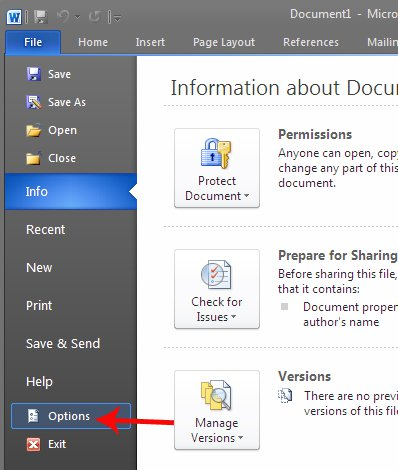 Document1 - Micro
File Home Insert Page Layout References Mailin
Save
Save As
Open
Close
Info
Recent
New
Print
Save & Send
Help
Options
Exit
Information about Docu
Protect
Document
Permissions
Anyone can open, copy
change any part of this
document.
Check for
Issues
Prepare for Sharing
Before sharing this file,
that it contains:
Document proper
author's name
Manage
Versions
Versions
There are no previ
versions of this file